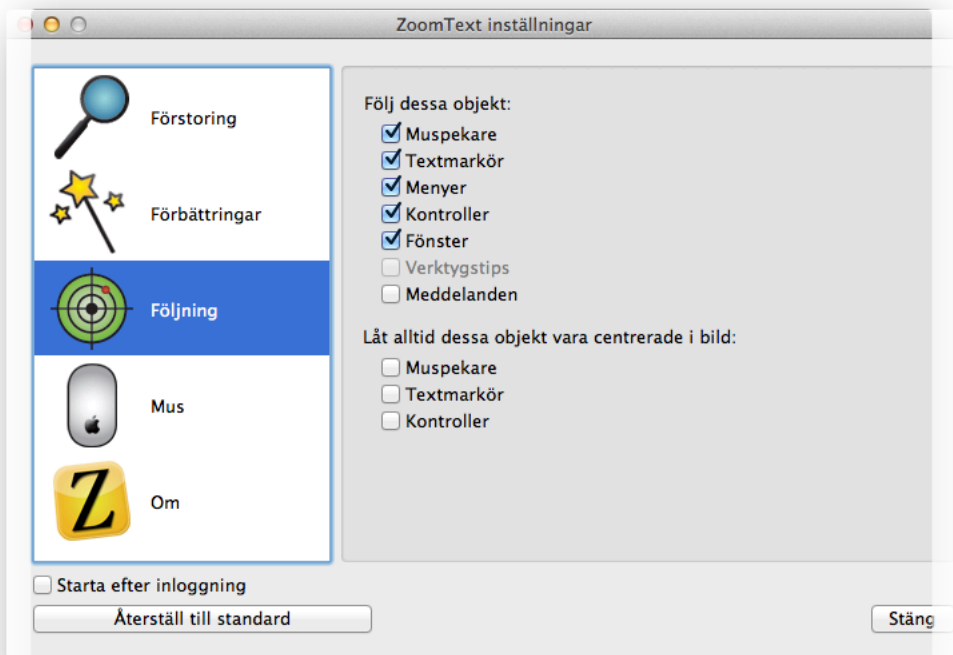 ZoomText inställningar
Förstoring
Förbättringar
Följning
Mus
Z
Om
Följ dessa objekt:
Muspekare
Textmarkör
Menyer
Kontroller
Fönster
Verktygstips
Meddelanden
Låt alltid dessa objekt vara centrerade i bild:
Muspekare
Textmarkör
Kontroller
Starta efter inloggning
Återställ till standard
Stäng